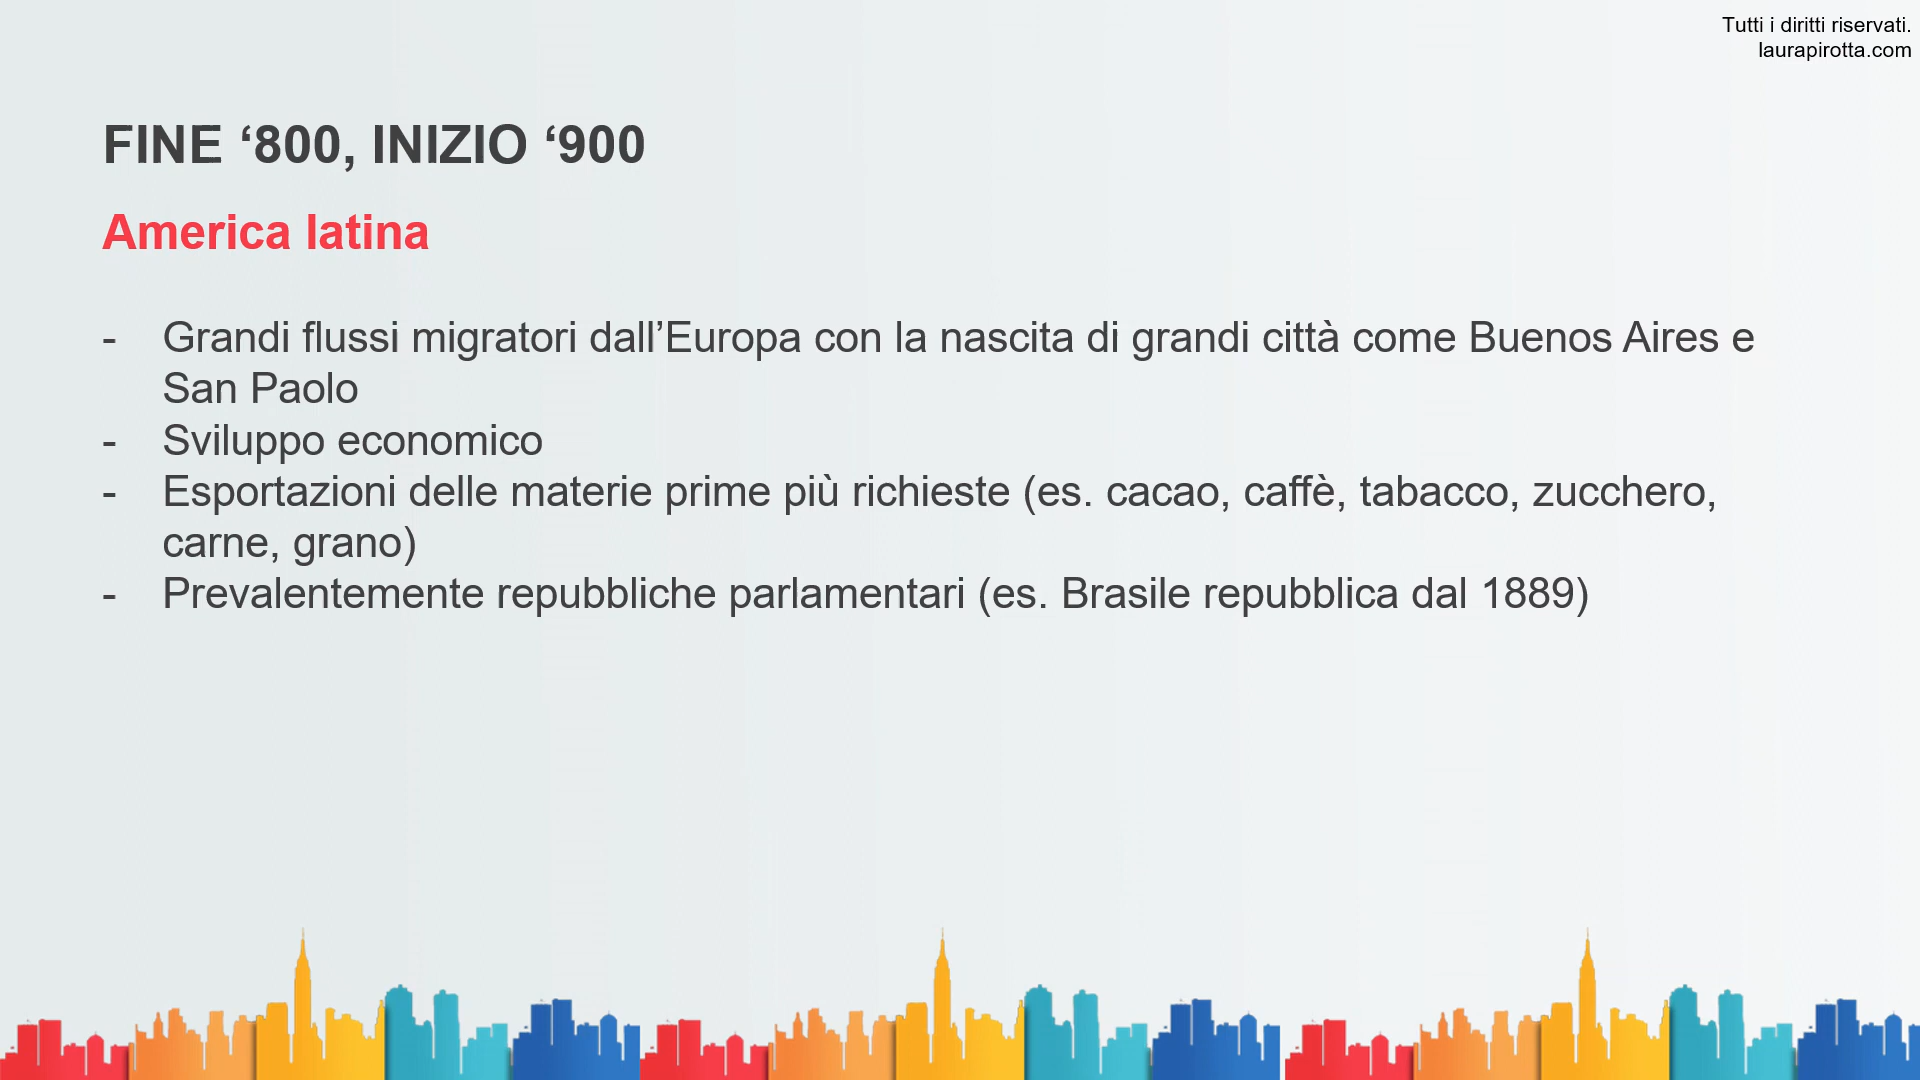 Tutti i diritti riservati.
laurapirotta.com
FINE ‘800, INIZIO ‘900
America latina
- Grandi flussi migratori dall’Europa con la nascita di grandi città come Buenos Aires e
San Paolo
- Sviluppo economico
- Esportazioni delle materie prime più richieste (es. cacao, caffè, tabacco, zucchero,
carne, grano)
- Prevalentemente repubbliche parlamentari (es. Brasile repubblica dal 1889)